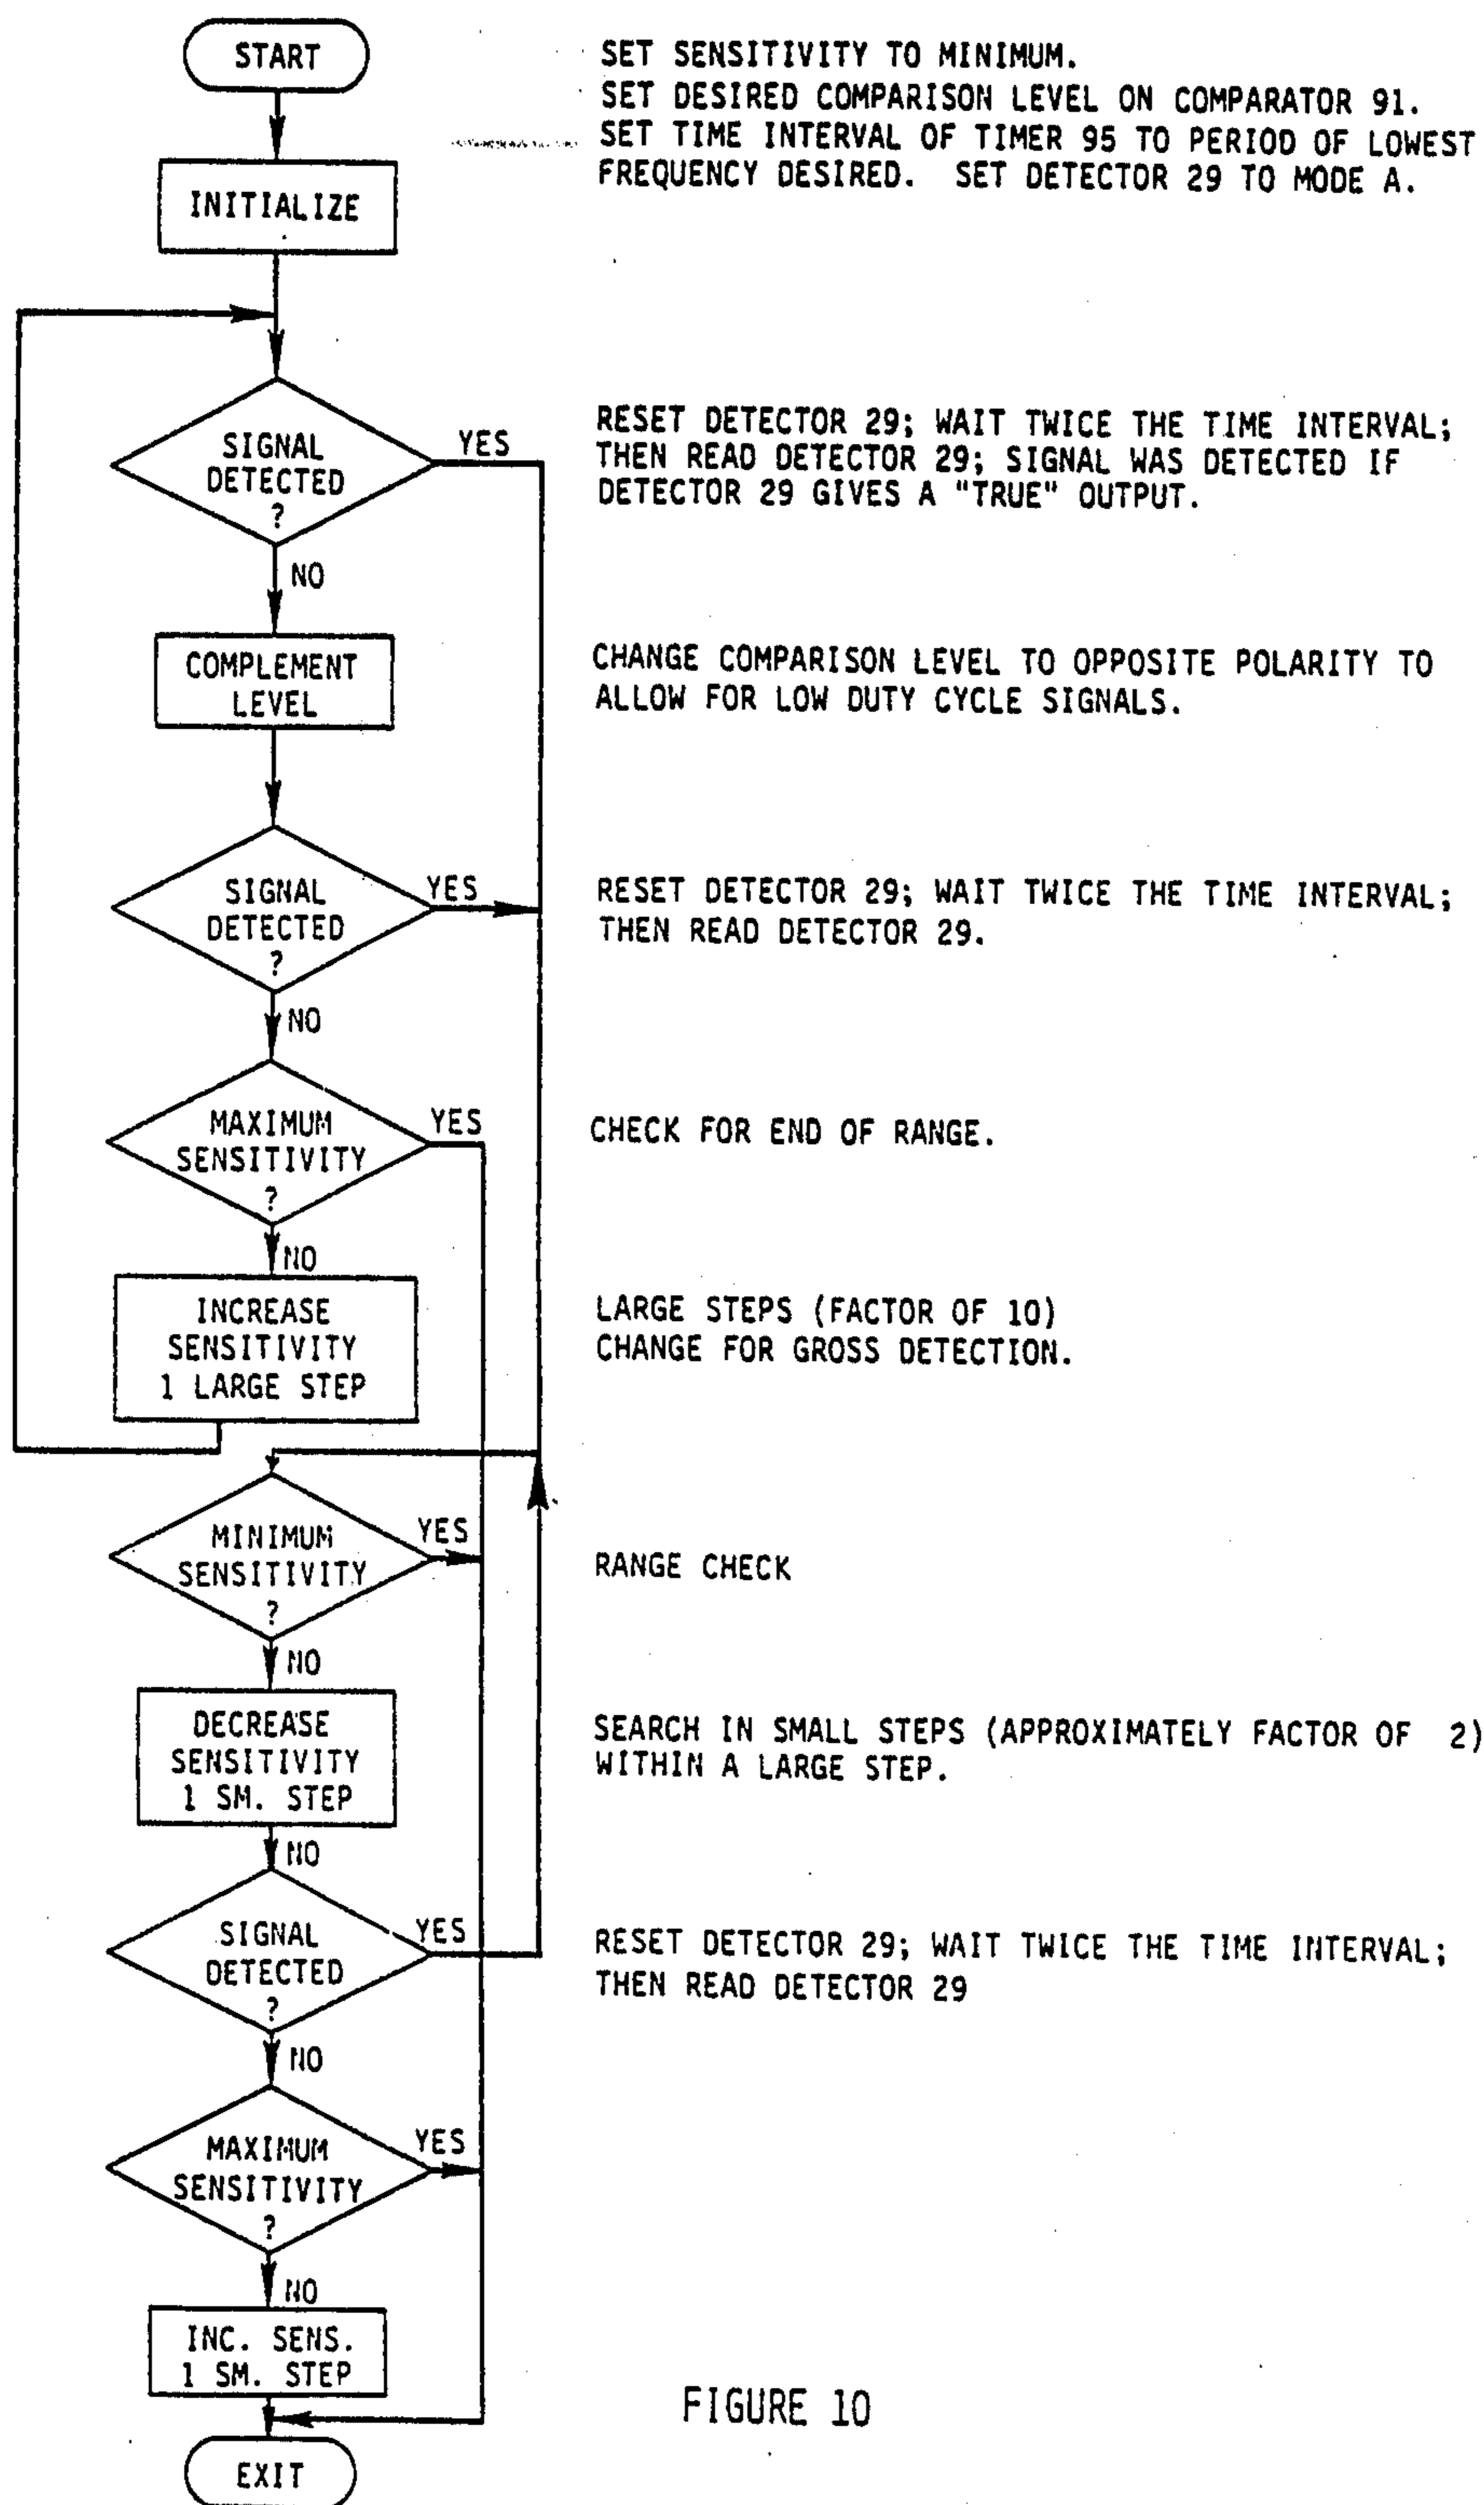 START
SET SENSITIVITY TO MINIMUM.
SET DESIRED COMPARISON LEVEL ON COMPARATOR 91.
SET TIME INTERVAL OF TIMER 95 TO PERIOD OF LOWEST
FREQUENCY DESIRED. SET DETECTOR 29 TO MODE A.
INITIALIZE
SIGNAL
DETECTED
?
YES
NO
RESET DETECTOR 29; WAIT TWICE THE TIME INTERVAL;
THEN READ DETECTOR 29; SIGNAL WAS DETECTED IF
DETECTOR 29 GIVES A "TRUE" OUTPUT.
COMPLEMENT
LEVEL
CHANGE COMPARISON LEVEL TO OPPOSITE POLARITY TO
ALLOW FOR LOW DUTY CYCLE SIGNALS.
SIGNAL
DETECTED
?
YES
NO
RESET DETECTOR 29; WAIT TWICE THE TIME INTERVAL;
THEN READ DETECTOR 29.
MAXIMUM
SENSITIVITY
?
YES
NO
CHECK FOR END OF RANGE.
INCREASE
SENSITIVITY
1 LARGE STEP
LARGE STEPS (FACTOR OF 10)
CHANGE FOR GROSS DETECTION.
MINIMUM
SENSITIVITY
?
YES
NO
RANGE CHECK
DECREASE
SENSITIVITY
1 SM. STEP
NO
SEARCH IN SMALL STEPS (APPROXIMATELY FACTOR OF 2)
WITHIN A LARGE STEP.
SIGNAL
DETECTED
?
YES
NO
RESET DETECTOR 29; WAIT TWICE THE TIME INTERVAL;
THEN READ DETECTOR 29
MAXIMUM
SENSITIVITY
?
YES
NO
INC. SENS.
1 SM. STEP
EXIT
FIGURE 10